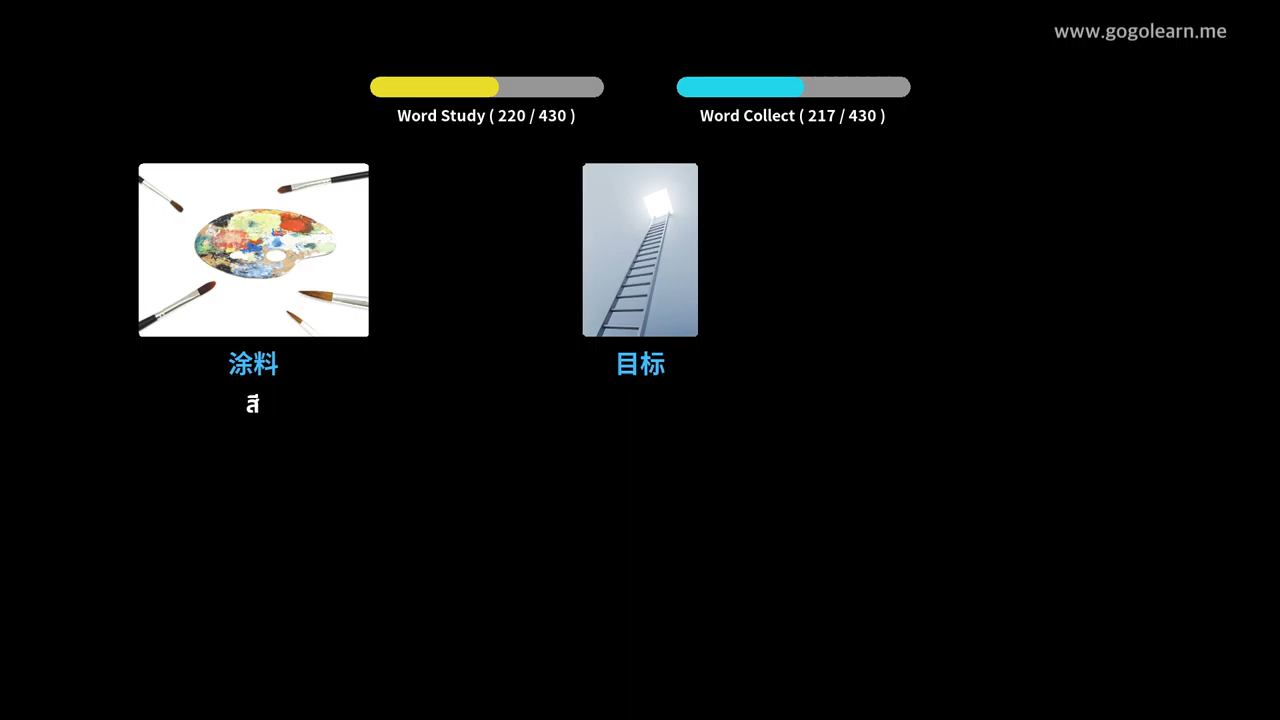 www.gogolearn.me
Word Study ( 220 / 430 )
Word Collect ( 217 / 430 )
涂料
目标
สี